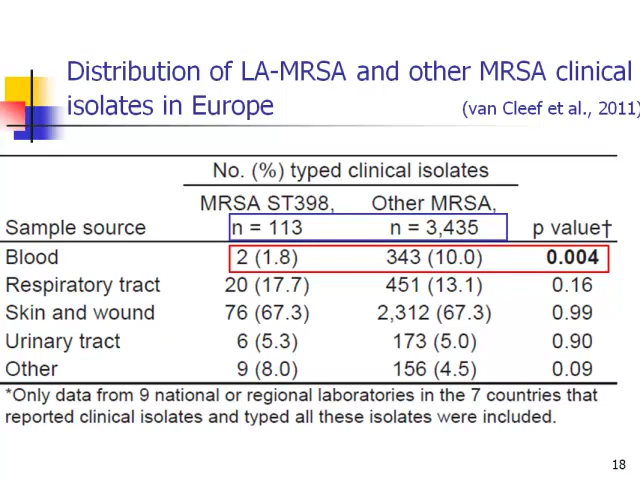 Distribution of LA-MRSA and other MRSA clinical
isolates in Europe (van Cleef et al., 2011)
No. (%) typed clinical isolates
MRSA ST398, Other MRSA,
Sample source n = 113 n = 3,435 p value†
Blood 2 (1.8) 343 (10.0) 0.004
Respiratory tract 20 (17.7) 451 (13.1) 0.16
Skin and wound 76 (67.3) 2,312 (67.3) 0.99
Urinary tract 6 (5.3) 173 (5.0) 0.90
Other 9 (8.0) 156 (4.5) 0.09
*Only data from 9 national or regional laboratories in the 7 countries that
reported clinical isolates and typed all these isolates were included.
18